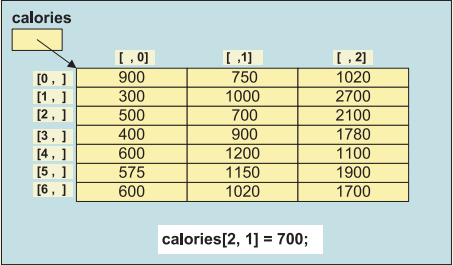 calories
[ , 0] [ ,1] [ , 2]
[0 , ] 900 750 1020
[1 , ] 300 1000 2700
[2 , ] 500 700 2100
[3 , ] 400 900 1780
[4 , ] 600 1200 1100
[5 , ] 575 1150 1900
[6 , ] 600 1020 1700
calories[2, 1] = 700;